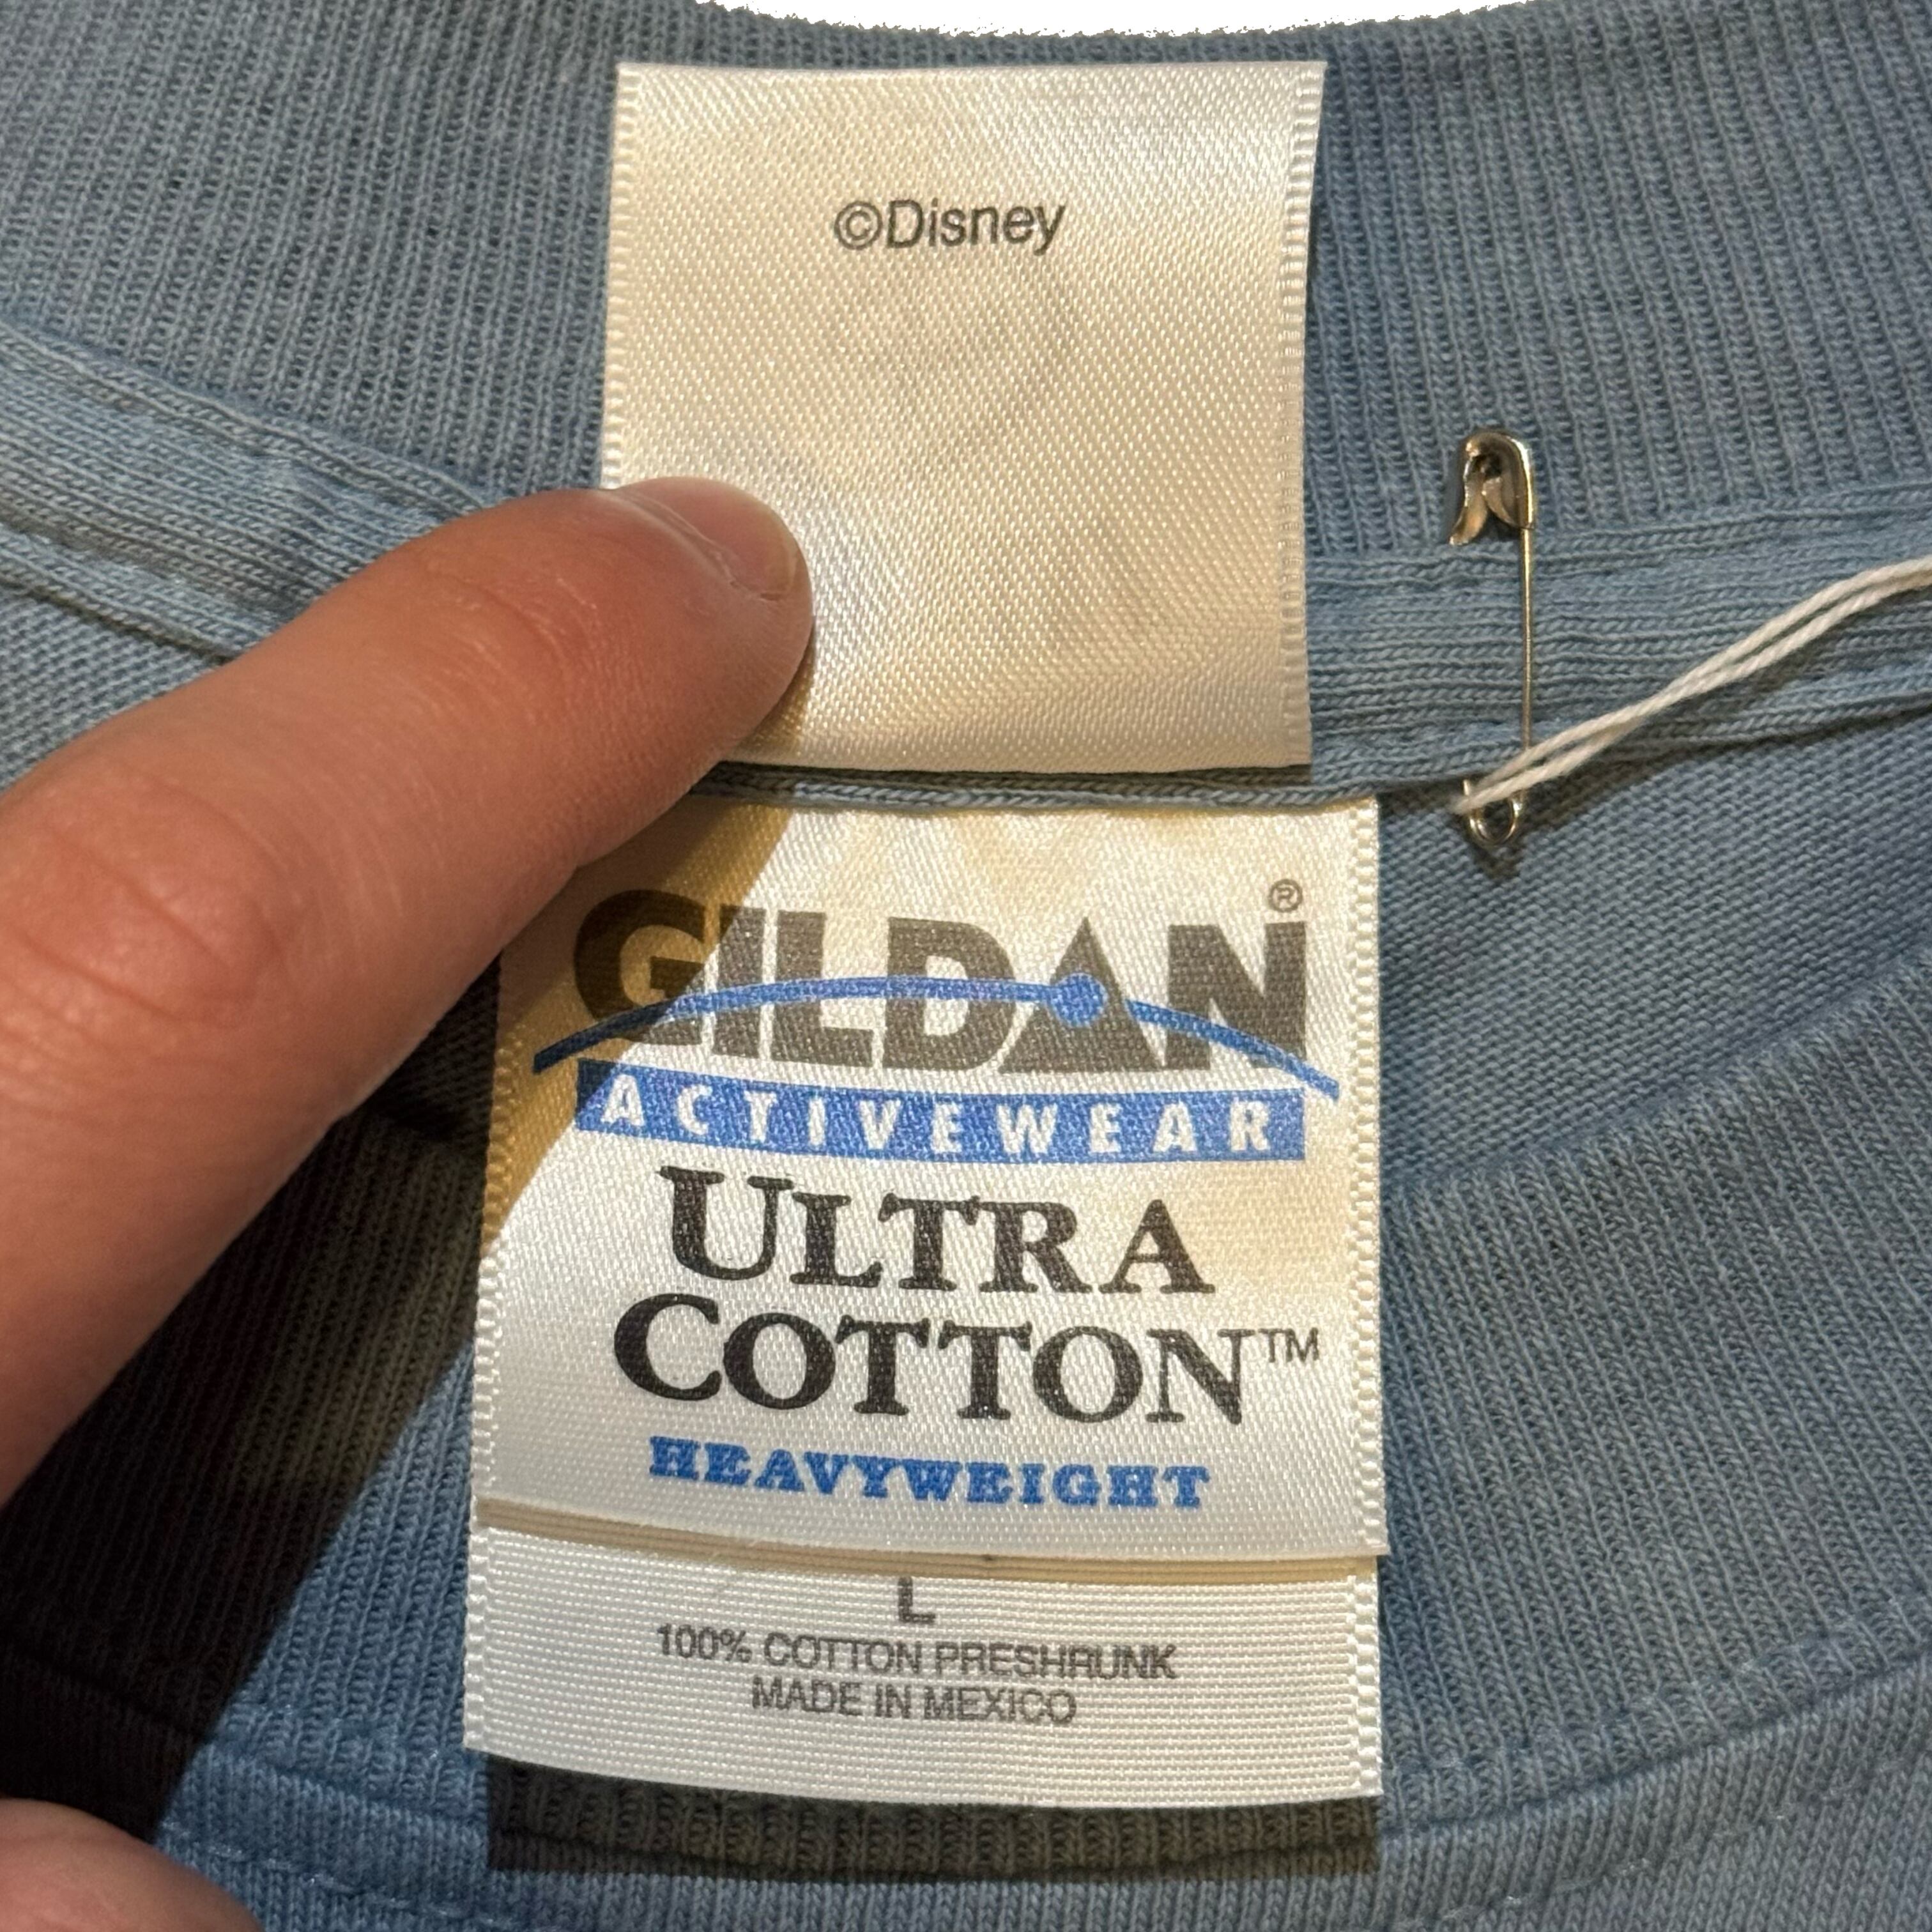 ©Disney
GILDAN®
ACTIVEWEAR
ULTRA
COTTON™
HEAVYWEIGHT
L
100% COTTON PRESHRUNK
MADE IN MEXICO